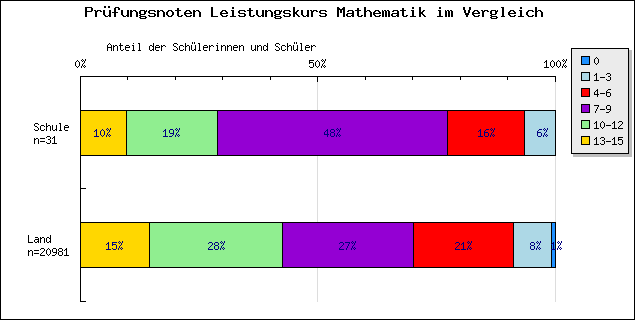 Prüfungsnoten Leistungskurs Mathematik im Vergleich
Anteil der Schülerinnen und Schüler
0% 50% 100%
0
1-3
4-6
7-9
10-12
13-15
Schule
n=31
10% 19% 48% 16% 6%
Land
n=20981
15% 28% 27% 21% 8% 1%